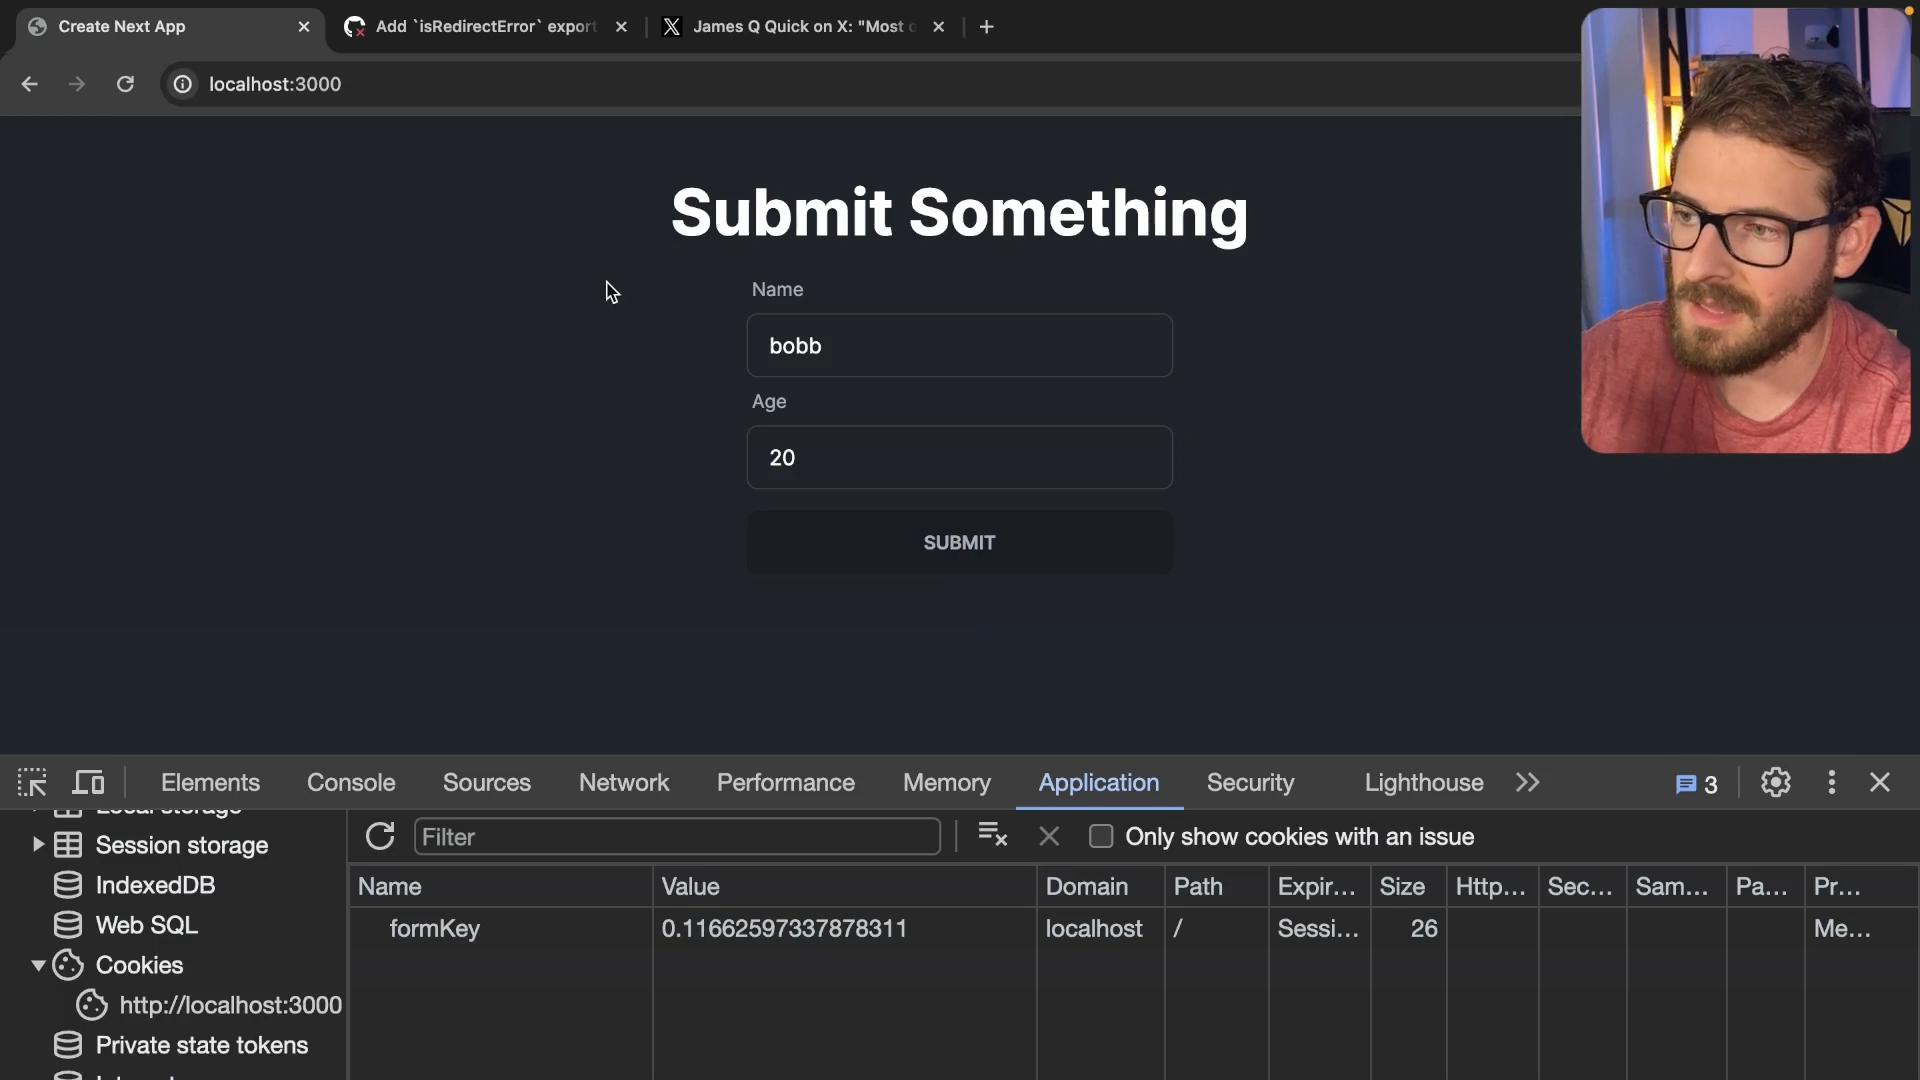 Create Next App
Add `isRedirectError` export
James Q Quick on X: "Most o
localhost:3000
Submit Something
Name
bobb
Age
20
SUBMIT
Elements Console Sources Network Performance Memory Application Security Lighthouse 3
Local storage
Session storage
IndexedDB
Web SQL
Cookies
http://localhost:3000
Private state tokens
Filter
Only show cookies with an issue
Name Value Domain Path Expir... Size Http... Sec... Sam... Pa... Pr...
formKey 0.11662597337878311 localhost / Sessi... 26 Me...